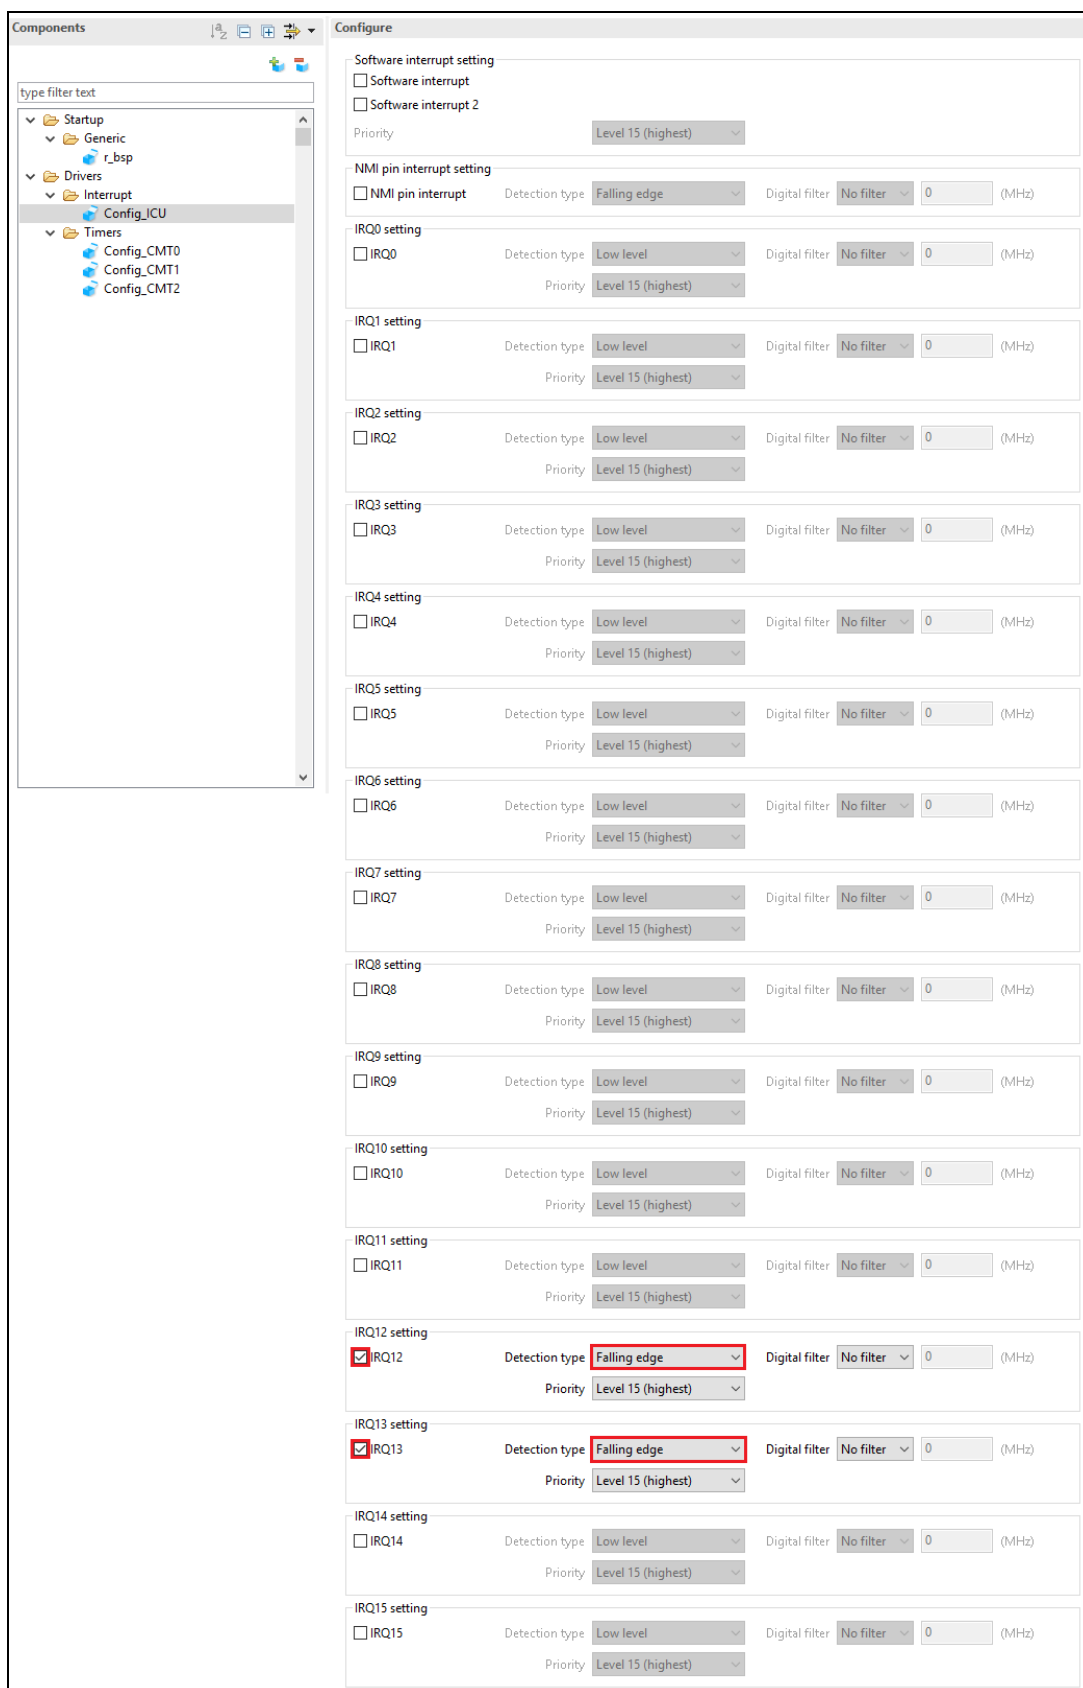 Components
type filter text
Startup
Generic
r_bsp
Drivers
Interrupt
Config_ICU
Timers
Config_CMT0
Config_CMT1
Config_CMT2
Configure
Software interrupt setting
Software interrupt
Software interrupt 2
Priority Level 15 (highest)
NMI pin interrupt setting
NMI pin interrupt Detection type Falling edge Digital filter No filter 0 (MHz)
IRQ0 setting
IRQ0 Detection type Low level Digital filter No filter 0 (MHz)
Priority Level 15 (highest)
IRQ1 setting
IRQ1 Detection type Low level Digital filter No filter 0 (MHz)
Priority Level 15 (highest)
IRQ2 setting
IRQ2 Detection type Low level Digital filter No filter 0 (MHz)
Priority Level 15 (highest)
IRQ3 setting
IRQ3 Detection type Low level Digital filter No filter 0 (MHz)
Priority Level 15 (highest)
IRQ4 setting
IRQ4 Detection type Low level Digital filter No filter 0 (MHz)
Priority Level 15 (highest)
IRQ5 setting
IRQ5 Detection type Low level Digital filter No filter 0 (MHz)
Priority Level 15 (highest)
IRQ6 setting
IRQ6 Detection type Low level Digital filter No filter 0 (MHz)
Priority Level 15 (highest)
IRQ7 setting
IRQ7 Detection type Low level Digital filter No filter 0 (MHz)
Priority Level 15 (highest)
IRQ8 setting
IRQ8 Detection type Low level Digital filter No filter 0 (MHz)
Priority Level 15 (highest)
IRQ9 setting
IRQ9 Detection type Low level Digital filter No filter 0 (MHz)
Priority Level 15 (highest)
IRQ10 setting
IRQ10 Detection type Low level Digital filter No filter 0 (MHz)
Priority Level 15 (highest)
IRQ11 setting
IRQ11 Detection type Low level Digital filter No filter 0 (MHz)
Priority Level 15 (highest)
IRQ12 setting
IRQ12 Detection type Falling edge Digital filter No filter 0 (MHz)
Priority Level 15 (highest)
IRQ13 setting
IRQ13 Detection type Falling edge Digital filter No filter 0 (MHz)
Priority Level 15 (highest)
IRQ14 setting
IRQ14 Detection type Low level Digital filter No filter 0 (MHz)
Priority Level 15 (highest)
IRQ15 setting
IRQ15 Detection type Low level Digital filter No filter 0 (MHz)
Priority Level 15 (highest)